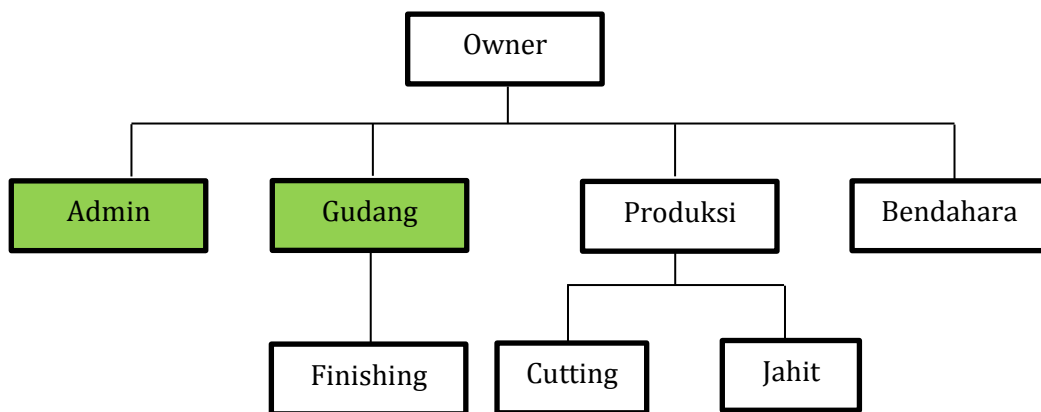 Owner
Admin
Gudang
Produksi
Bendahara
Finishing
Cutting
Jahit